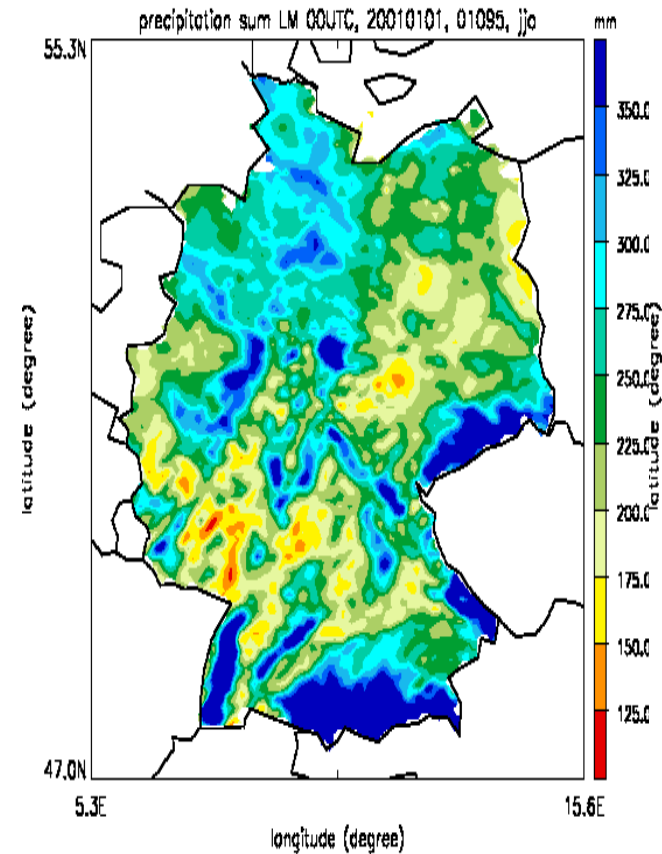 precipitation sum LM 00UTC, 20010101, 01095, jja
mm
55.3N
350.0
325.0
300.0
275.0
250.0
225.0
200.0
175.0
150.0
125.0
latitude (degree)
latitude (degree)
47.0N
5.3E
15.6E
longitude (degree)